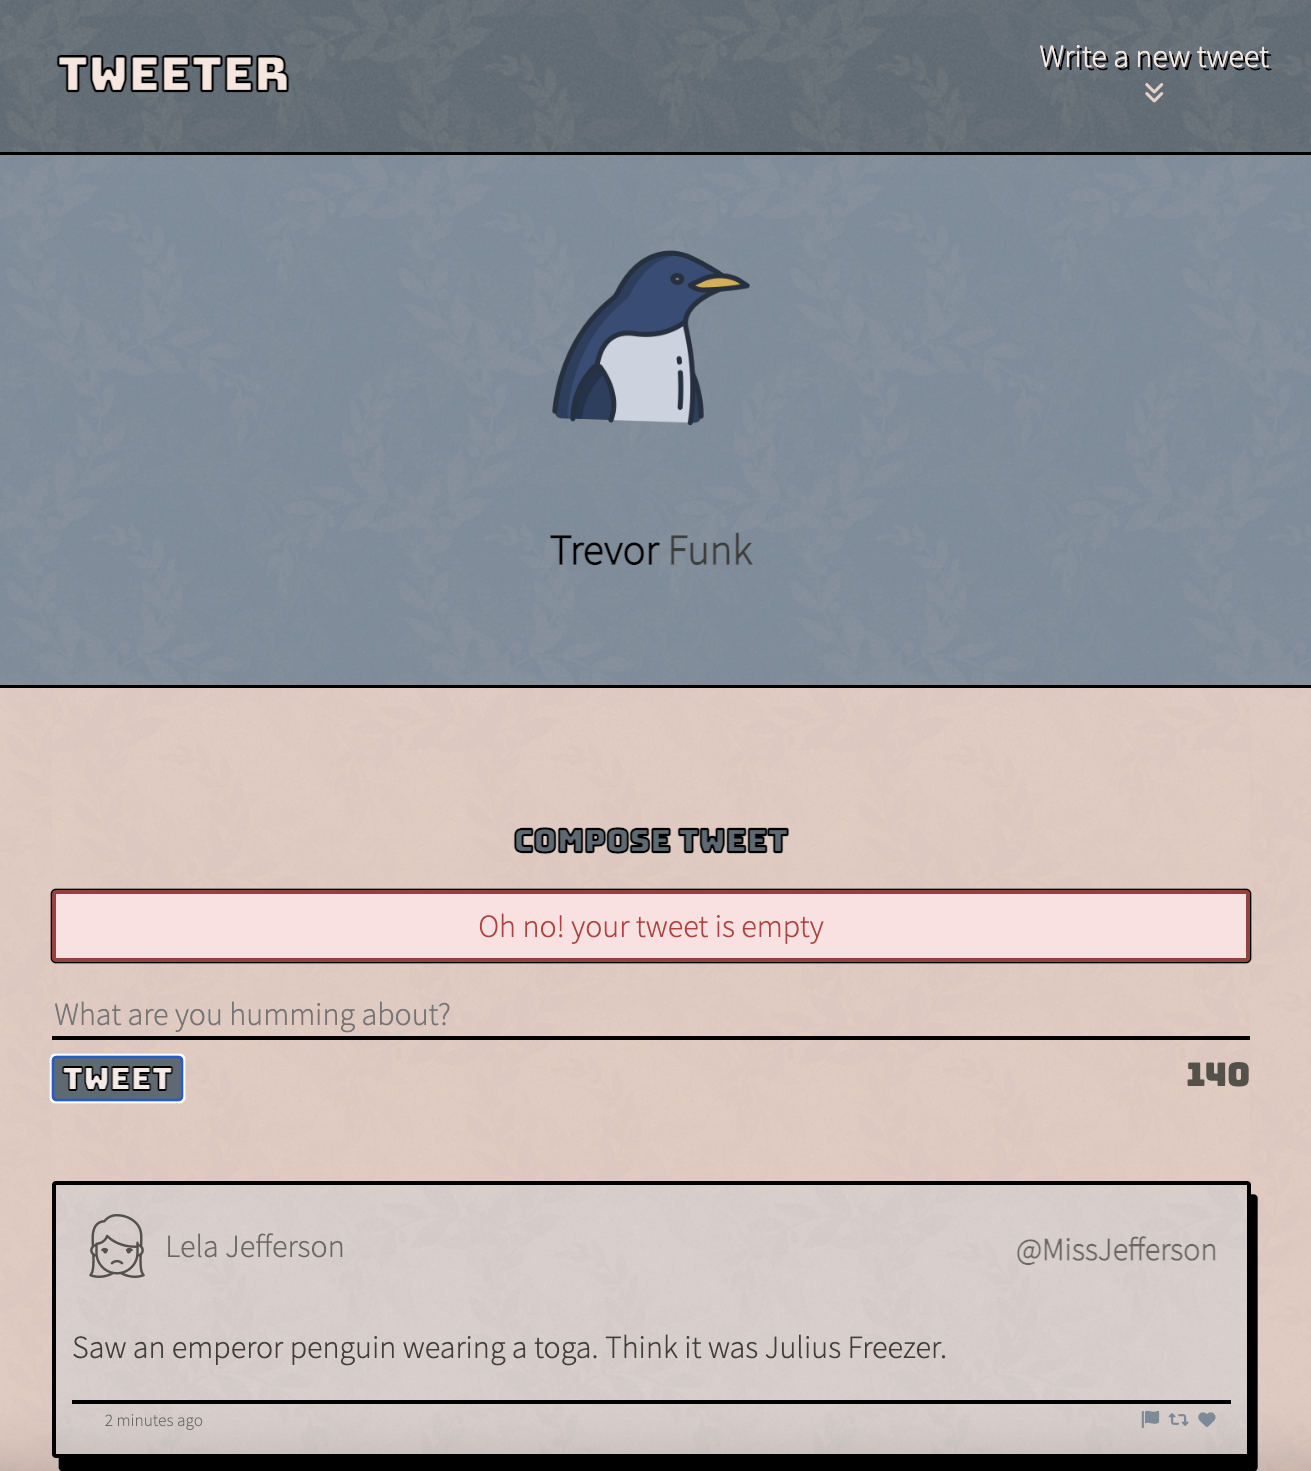 TWEETER
Write a new tweet
Trevor Funk
COMPOSE TWEET
Oh no! your tweet is empty
What are you humming about?
TWEET
140
Lela Jefferson
@MissJefferson
Saw an emperor penguin wearing a toga. Think it was Julius Freezer.
2 minutes ago